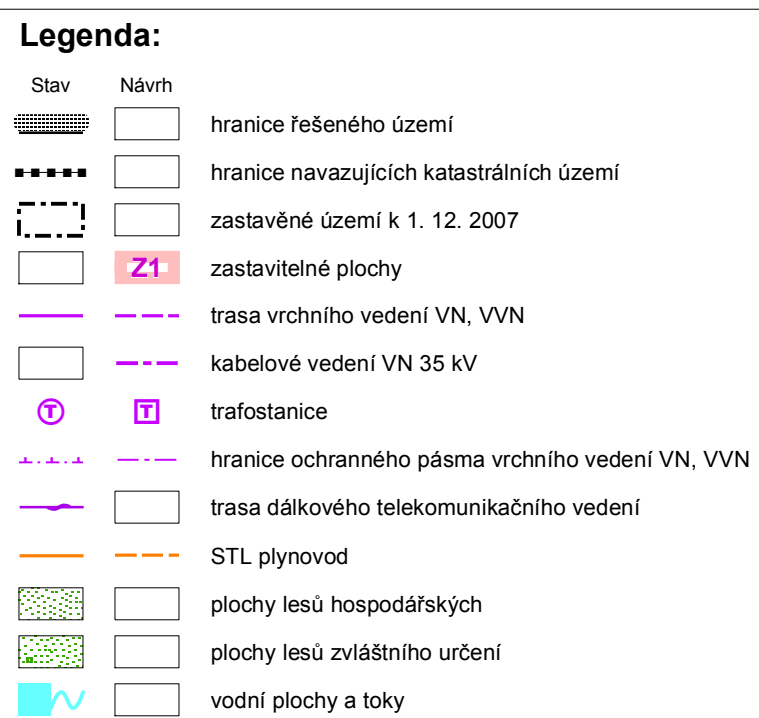 Legenda:
Stav Návrh
hranice řešeného území
hranice navazujících katastrálních území
zastavěné území k 1. 12. 2007
Z1 zastavitelné plochy
trasa vrchního vedení VN, VVN
kabelové vedení VN 35 kV
T T trafostanice
hranice ochranného pásma vrchního vedení VN, VVN
trasa dálkového telekomunikačního vedení
STL plynovod
plochy lesů hospodářských
plochy lesů zvláštního určení
vodní plochy a toky